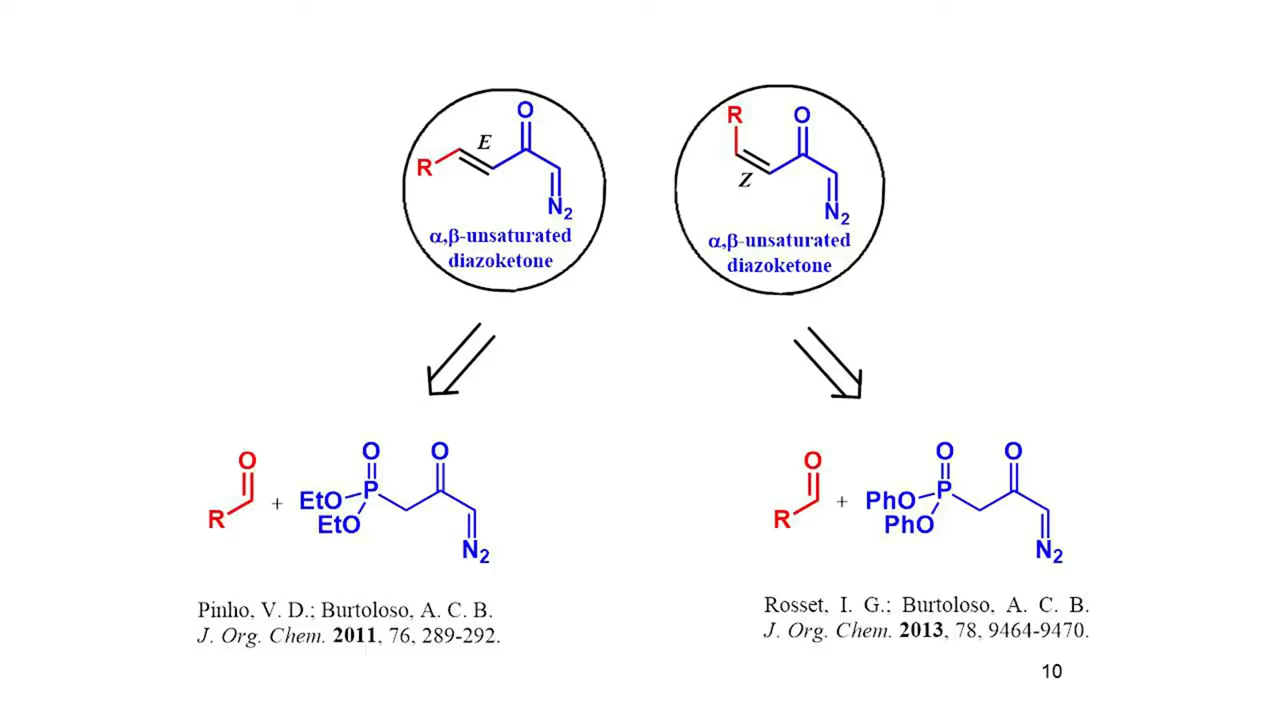 O
E
R
N2
α,β-unsaturated
diazoketone
R
O
Z
N2
α,β-unsaturated
diazoketone
O
R
+
O
O
EtO
P
EtO
N2
O
R
+
O
O
PhO
P
PhO
N2
Pinho, V. D.; Burtoloso, A. C. B.
J. Org. Chem. 2011, 76, 289-292.
Rosset, I. G.; Burtoloso, A. C. B.
J. Org. Chem. 2013, 78, 9464-9470.
10